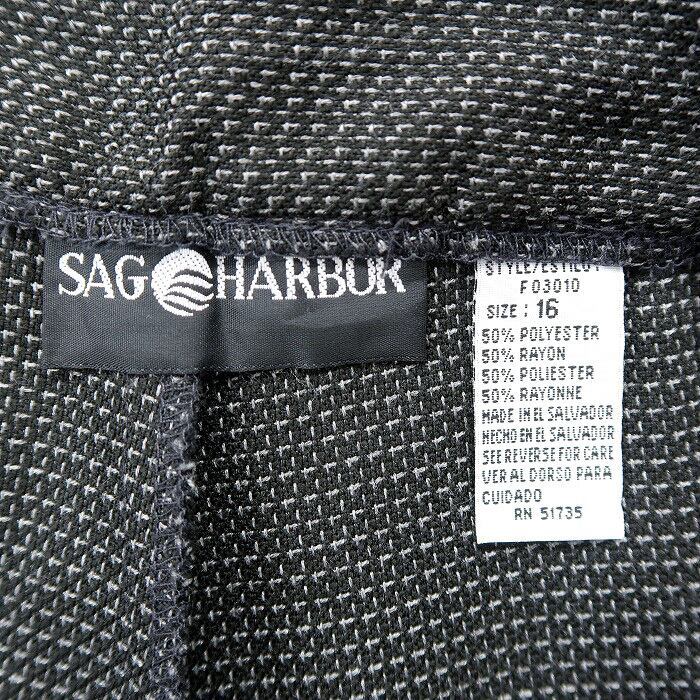 SAG HARBOR
STYLE/ESTILO:
F03010
SIZE : 16
50% POLYESTER
50% RAYON
50% POLIESTER
50% RAYONNE
MADE IN EL SALVADOR
HECHO EN EL SALVADOR
SEE REVERSE FOR CARE
VER AL DORSO PARA
CUIDADO
RN 51735